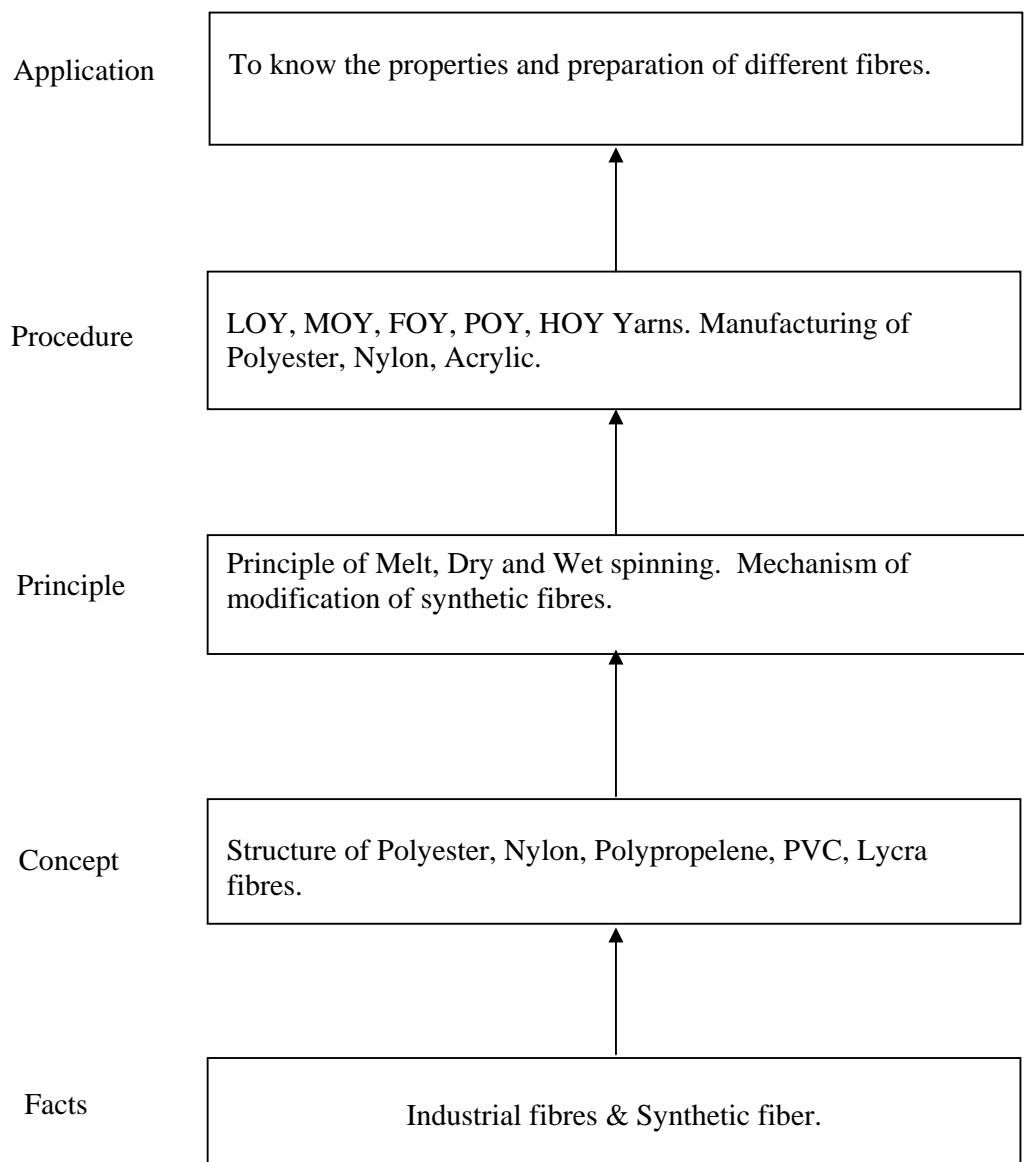 Application
To know the properties and preparation of different fibres.
Procedure
LOY, MOY, FOY, POY, HOY Yarns. Manufacturing of
Polyester, Nylon, Acrylic.
Principle
Principle of Melt, Dry and Wet spinning.  Mechanism of
modification of synthetic fibres.
Concept
Structure of Polyester, Nylon, Polypropelene, PVC, Lycra
fibres.
Facts
Industrial fibres & Synthetic fiber.